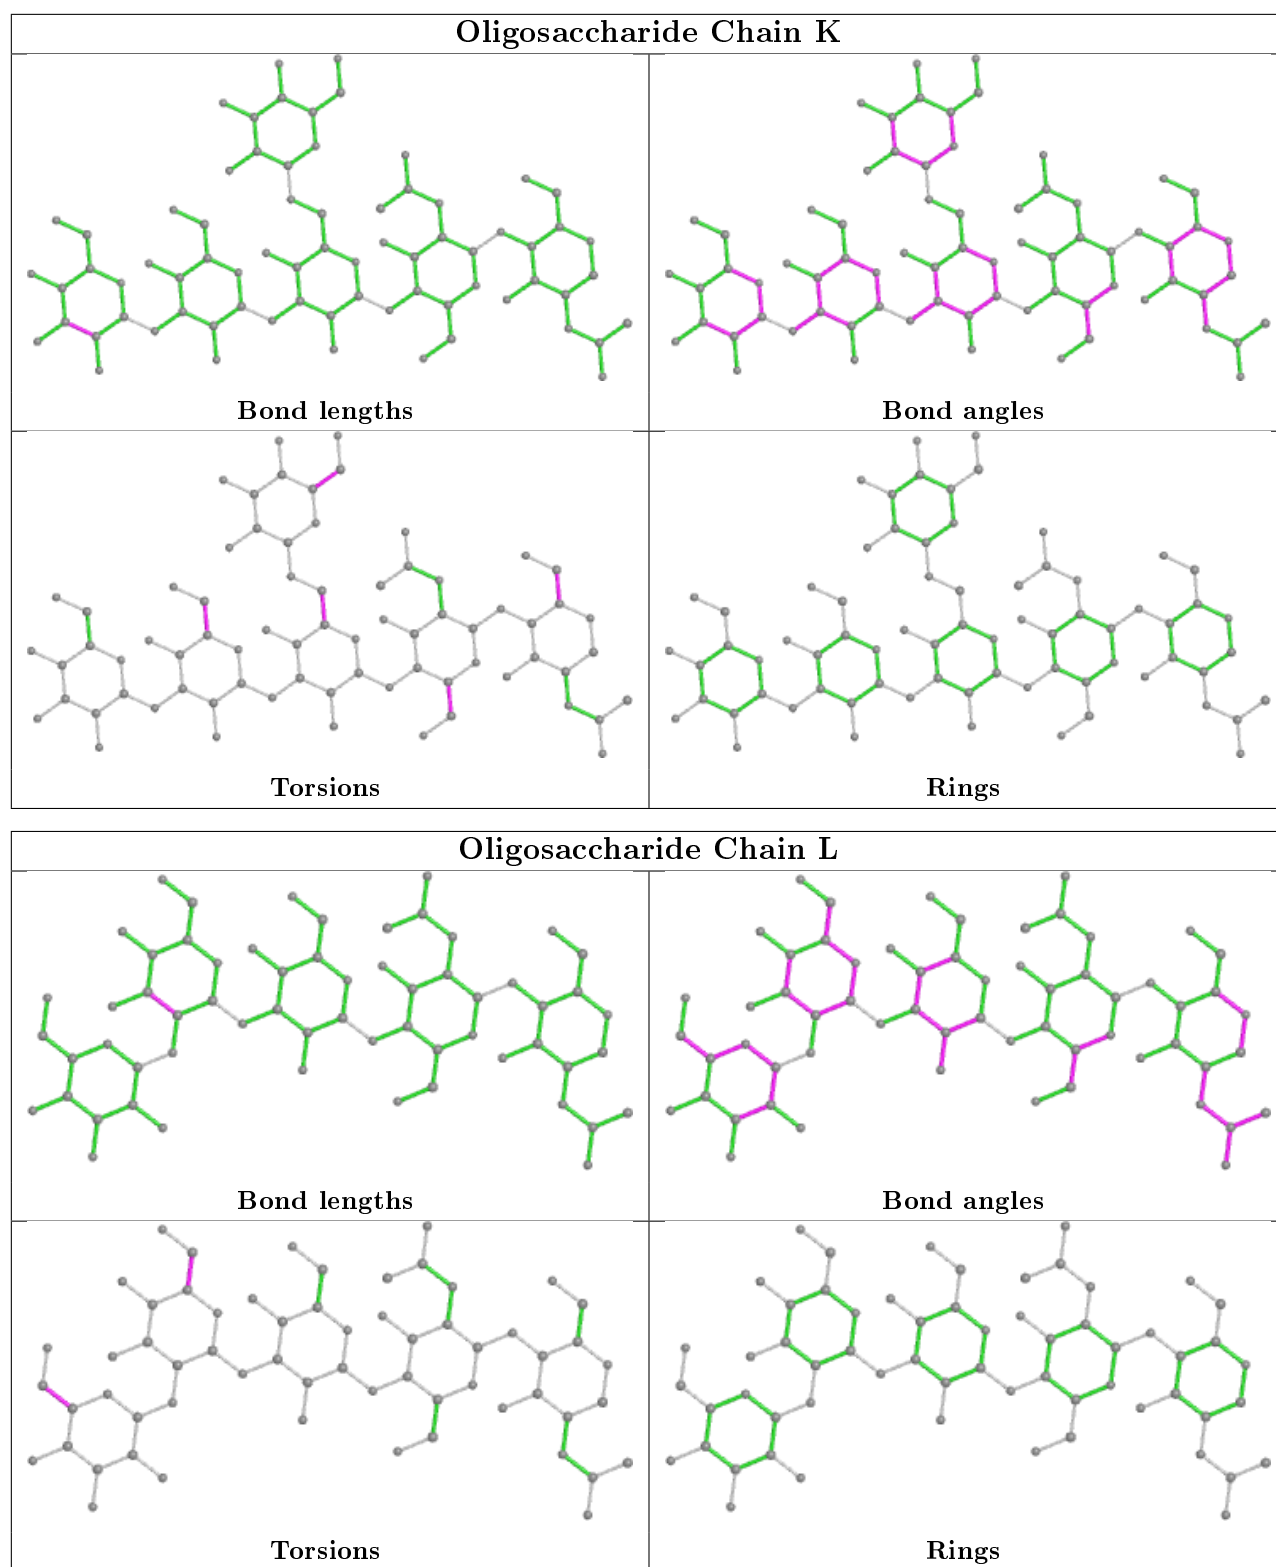 Oligosaccharide Chain K
Bond lengths
Bond angles
Torsions
Rings
Oligosaccharide Chain L
Bond lengths
Bond angles
Torsions
Rings